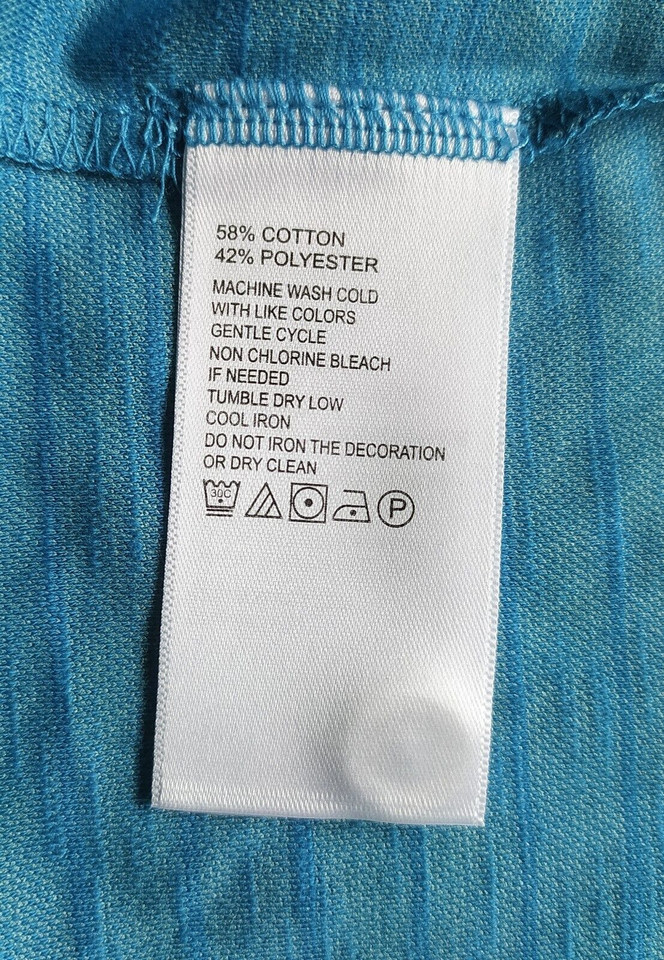 58% COTTON
42% POLYESTER
MACHINE WASH COLD
WITH LIKE COLORS
GENTLE CYCLE
NON CHLORINE BLEACH
IF NEEDED
TUMBLE DRY LOW
COOL IRON
DO NOT IRON THE DECORATION
OR DRY CLEAN
30C P